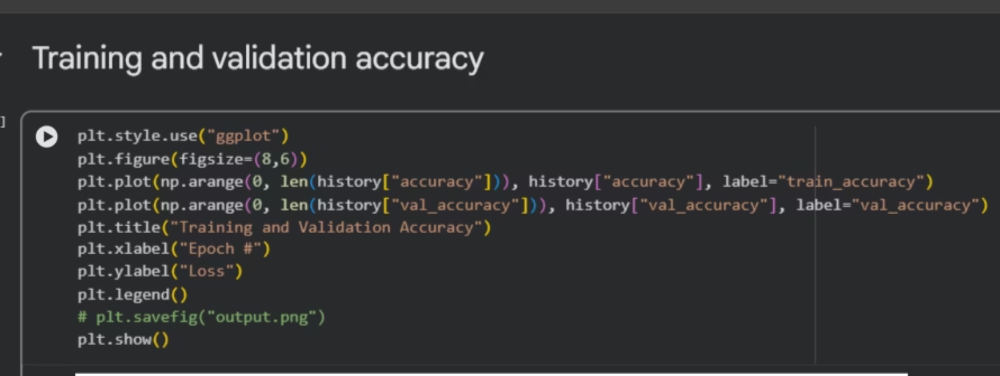 Training and validation accuracy
]
plt.style.use("ggplot")
plt.figure(figsize=(8,6))
plt.plot(np.arange(0, len(history["accuracy"])), history["accuracy"], label="train_accuracy")
plt.plot(np.arange(0, len(history["val_accuracy"])), history["val_accuracy"], label="val_accuracy")
plt.title("Training and Validation Accuracy")
plt.xlabel("Epoch #")
plt.ylabel("Loss")
plt.legend()
# plt.savefig("output.png")
plt.show()